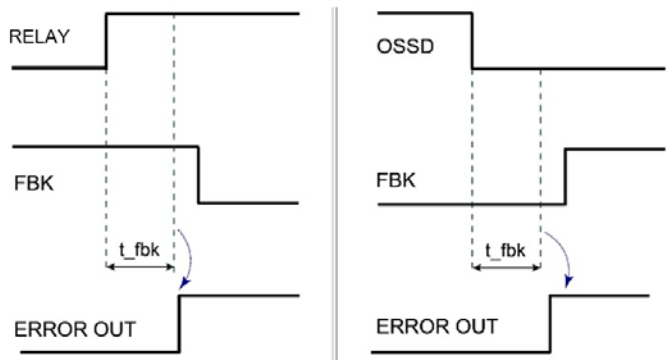 RELAY
FBK
t_fbk
ERROR OUT
OSSD
FBK
t_fbk
ERROR OUT